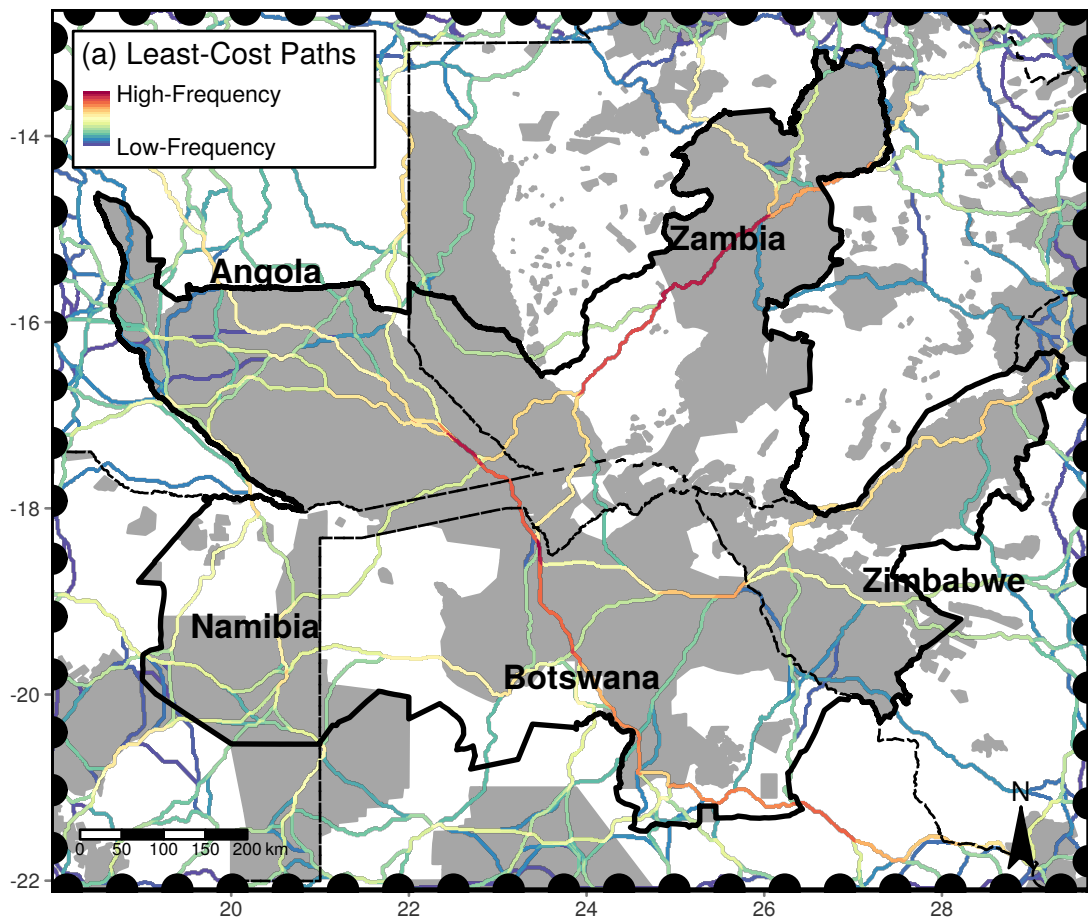 (a) Least-Cost Paths
High-Frequency
Low-Frequency
-14
Zambia
Angola
-16
-18
Zimbabwe
Namibia
Botswana
-20
N
0 50 100 150 200 km
-22
20 22 24 26 28